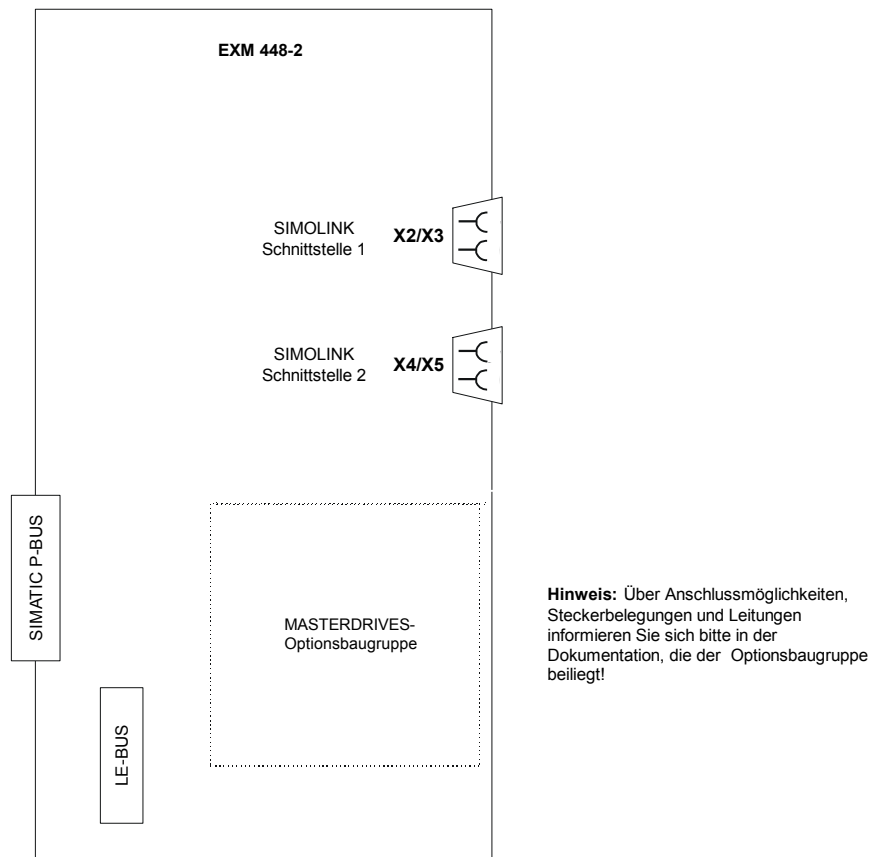 EXM 448-2
SIMOLINK
Schnittstelle 1
X2/X3
SIMOLINK
Schnittstelle 2
X4/X5
SIMATIC P-BUS
MASTERDRIVES-
Optionsbaugruppe
LE-BUS
Hinweis: Über Anschlussmöglichkeiten,
Steckerbelegungen und Leitungen
informieren Sie sich bitte in der
Dokumentation, die der Optionsbaugruppe
beiliegt!